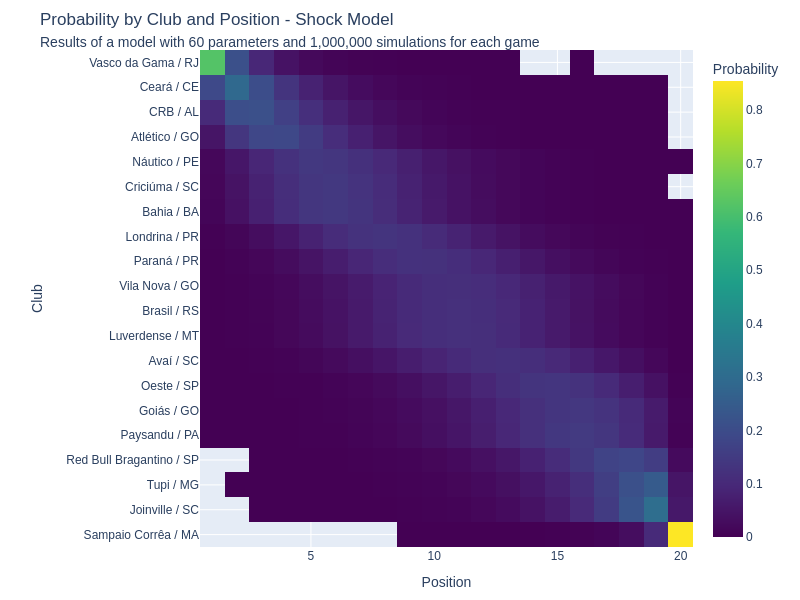 Probability by Club and Position - Shock Model
Results of a model with 60 parameters and 1,000,000 simulations for each game
Probability
Vasco da Gama / RJ
Ceará / CE
CRB / AL
Atlético / GO
Náutico / PE
Criciúma / SC
Bahia / BA
Londrina / PR
Paraná / PR
Vila Nova / GO
Brasil / RS
Luverdense / MT
Avaí / SC
Oeste / SP
Goiás / GO
Paysandu / PA
Red Bull Bragantino / SP
Tupi / MG
Joinville / SC
Sampaio Corrêa / MA
Club
5
10
15
20
Position
0.8
0.7
0.6
0.5
0.4
0.3
0.2
0.1
0